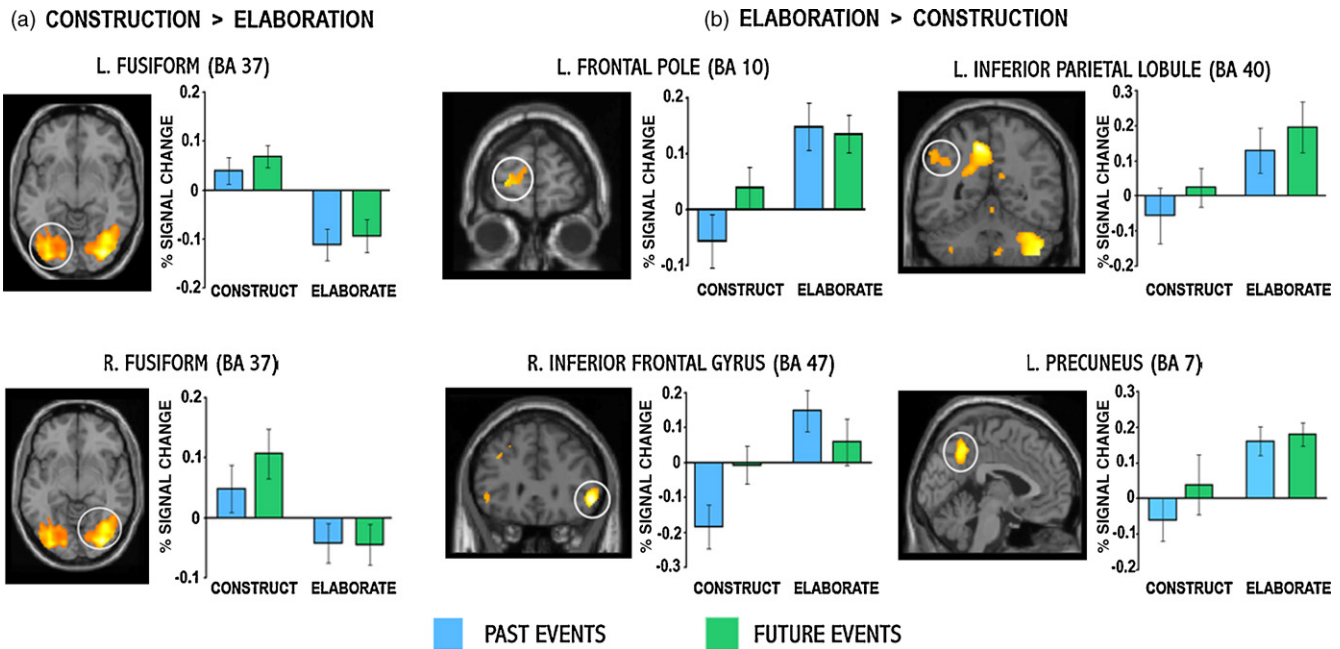 (a) CONSTRUCTION > ELABORATION
L. FUSIFORM (BA 37)
% SIGNAL CHANGE
0.2
0.1
0
-0.1
-0.2
CONSTRUCT ELABORATE
R. FUSIFORM (BA 37)
% SIGNAL CHANGE
0.2
0.1
0
-0.1
CONSTRUCT ELABORATE
(b) ELABORATION > CONSTRUCTION
L. FRONTAL POLE (BA 10)
% SIGNAL CHANGE
0.2
0.1
0
-0.1
CONSTRUCT ELABORATE
L. INFERIOR PARIETAL LOBULE (BA 40)
% SIGNAL CHANGE
0.3
0.2
0.1
0
-0.1
-0.2
CONSTRUCT ELABORATE
R. INFERIOR FRONTAL GYRUS (BA 47)
% SIGNAL CHANGE
0.2
0.1
0
-0.1
-0.2
-0.3
CONSTRUCT ELABORATE
L. PRECUNEUS (BA 7)
% SIGNAL CHANGE
0.3
0.2
0.1
0
-0.1
-0.2
CONSTRUCT ELABORATE
PAST EVENTS
FUTURE EVENTS